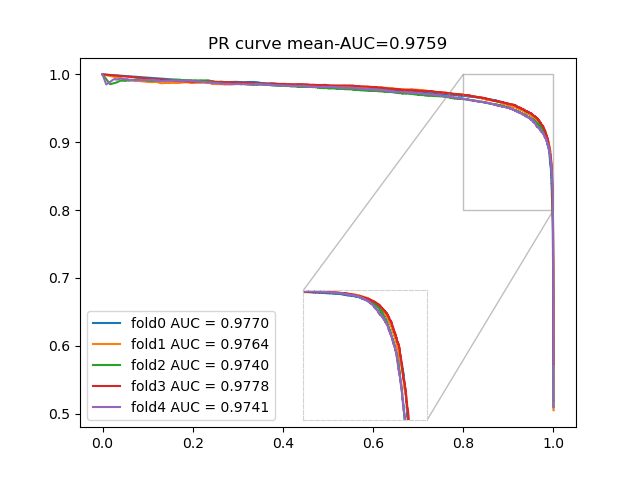 PR curve mean-AUC=0.9759
1.0
0.9
0.8
0.7
0.6
0.5
fold0 AUC = 0.9770
fold1 AUC = 0.9764
fold2 AUC = 0.9740
fold3 AUC = 0.9778
fold4 AUC = 0.9741
0.0 0.2 0.4 0.6 0.8 1.0